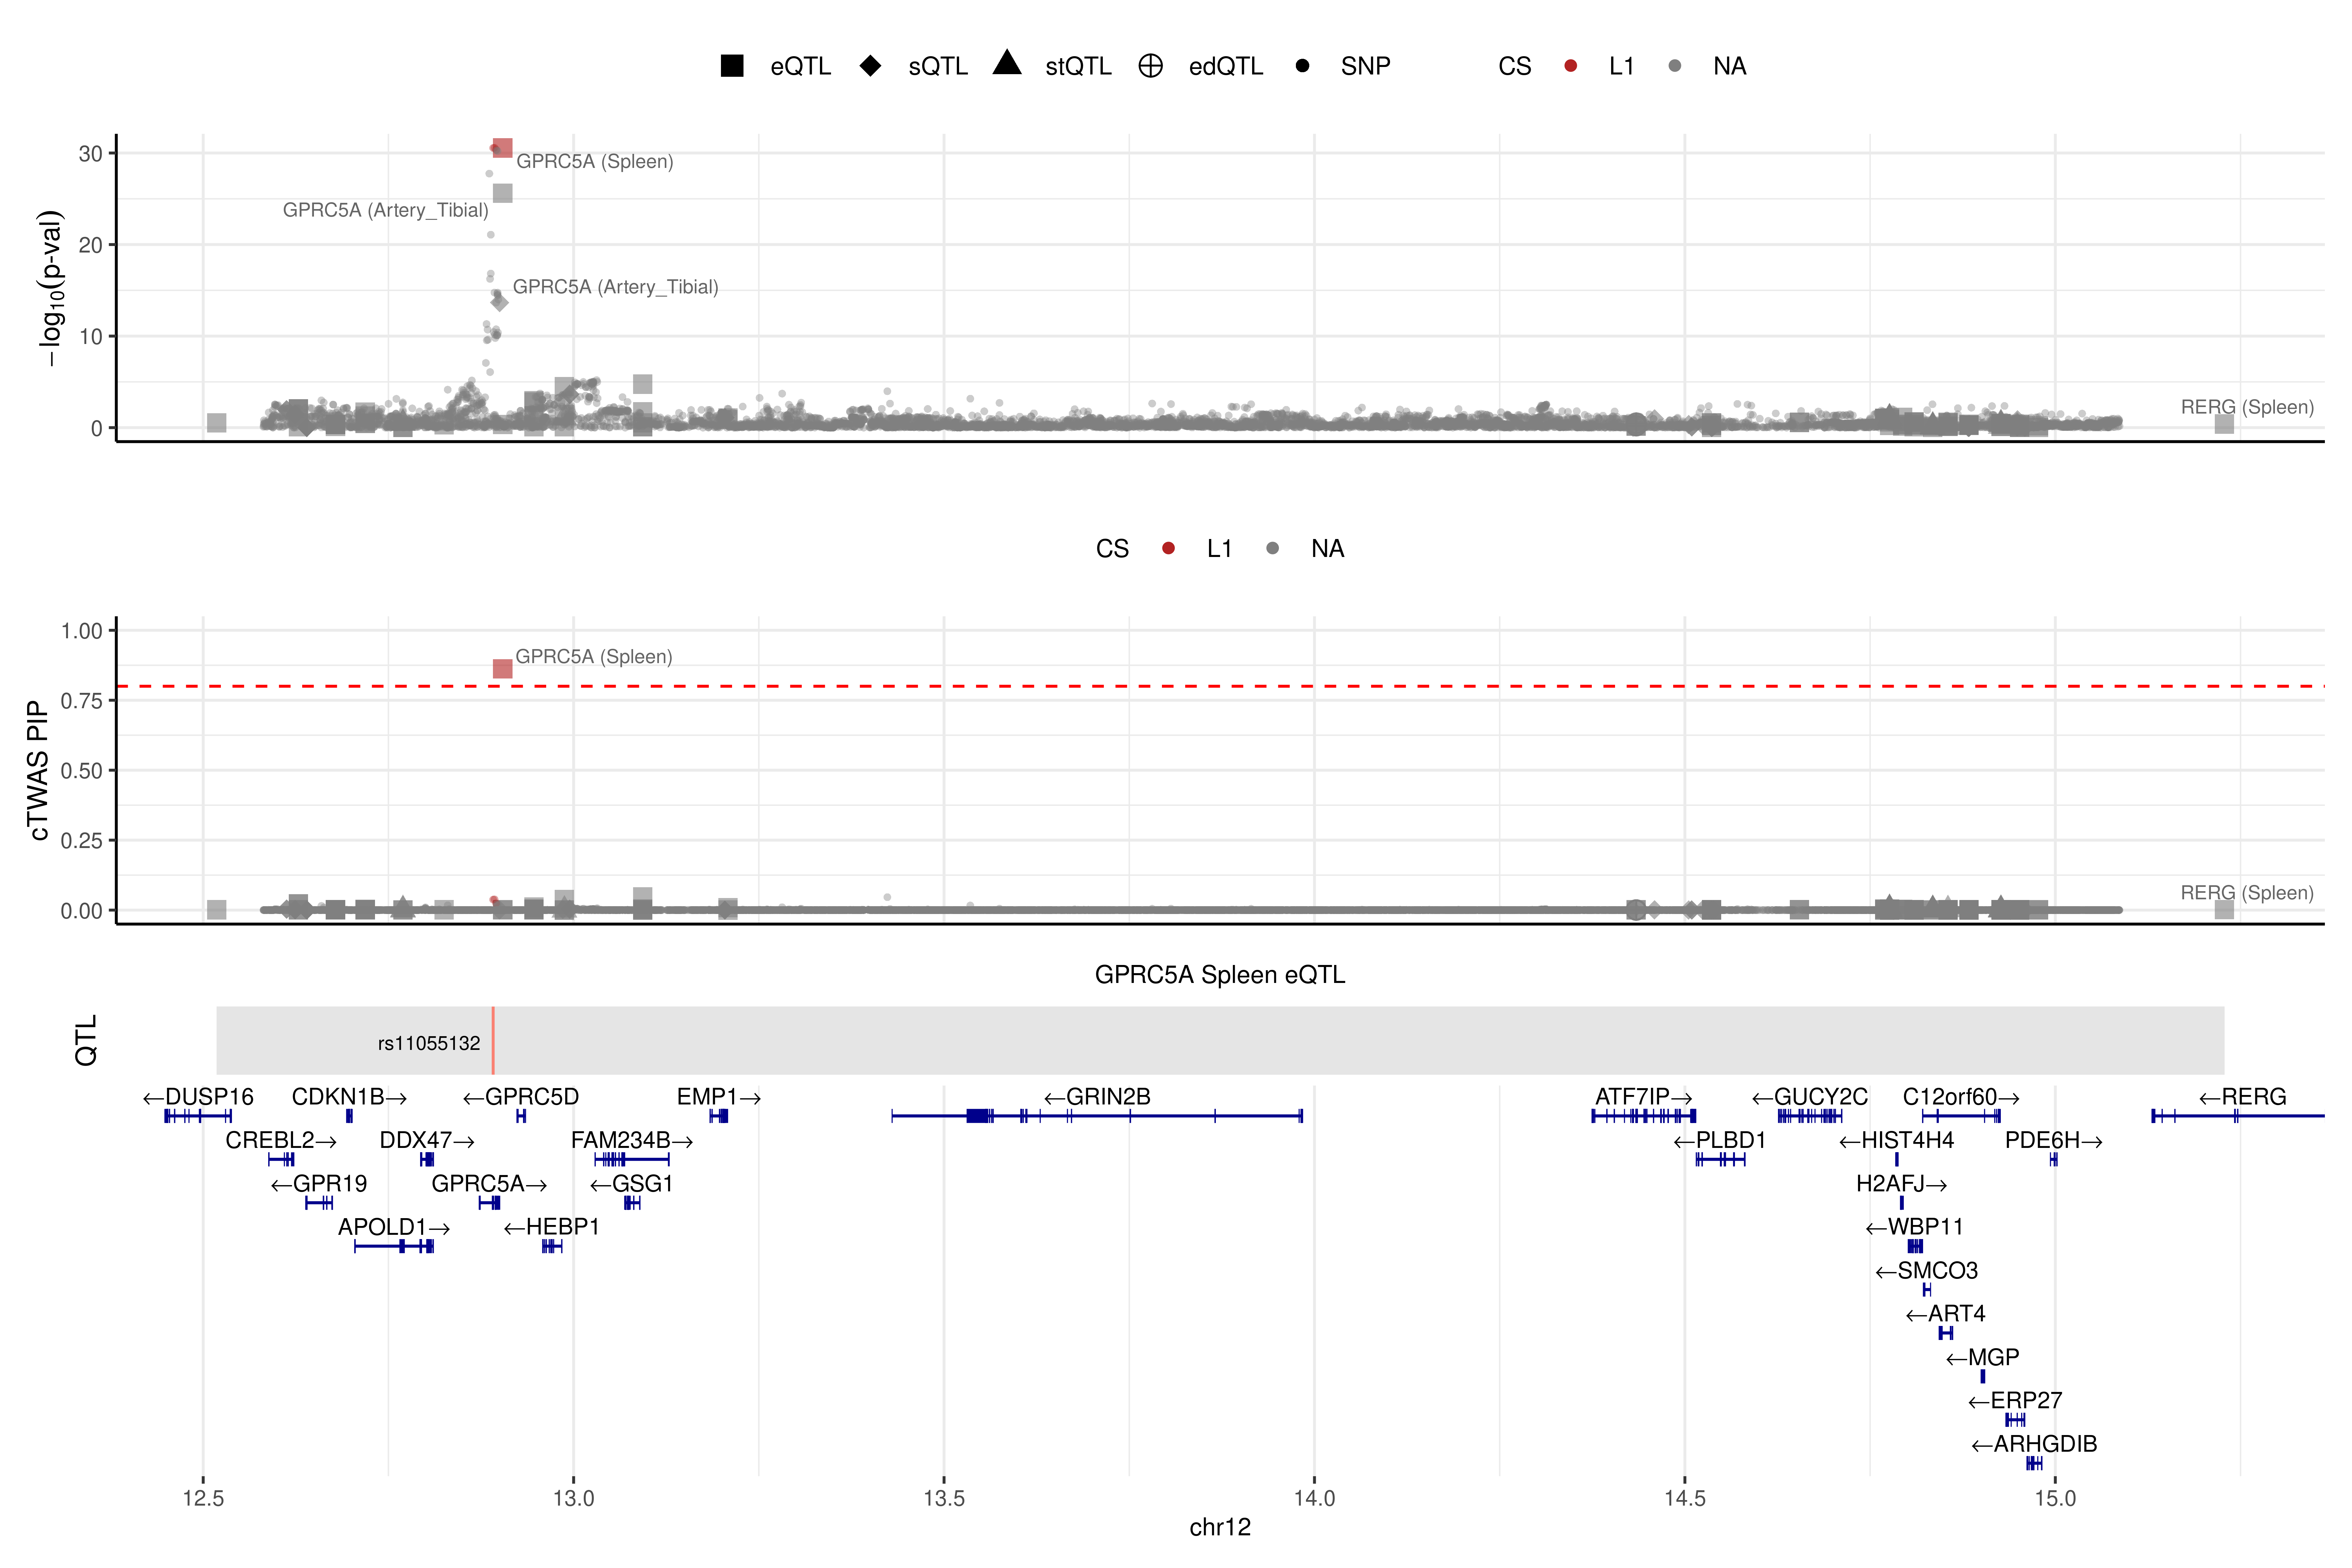 eQTL sQTL stQTL edQTL SNP CS L1 NA
−log10(p-val)
30
20
10
0
GPRC5A (Spleen)
GPRC5A (Artery_Tibial)
GPRC5A (Artery_Tibial)
RERG (Spleen)
CS L1 NA
cTWAS PIP
1.00
0.75
0.50
0.25
0.00
GPRC5A (Spleen)
RERG (Spleen)
GPRC5A Spleen eQTL
QTL
rs11055132
←DUSP16 CDKN1B→ ←GPRC5D EMP1→ ←GRIN2B ATF7IP→ ←GUCY2C C12orf60→ ←RERG
CREBL2→ DDX47→ FAM234B→ ←PLBD1 ←HIST4H4 PDE6H→
←GPR19 GPRC5A→ ←GSG1 H2AFJ→
APOLD1→ ←HEBP1 ←WBP11
←SMCO3
←ART4
←MGP
←ERP27
←ARHGDIB
12.5 13.0 13.5 14.0 14.5 15.0
chr12